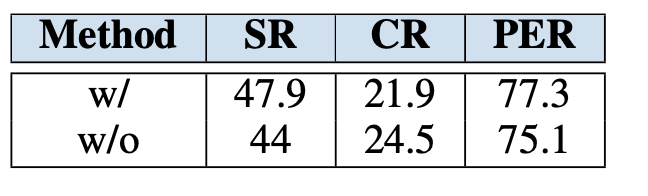 Method SR CR PER
w/ 47.9 21.9 77.3
w/o 44 24.5 75.1